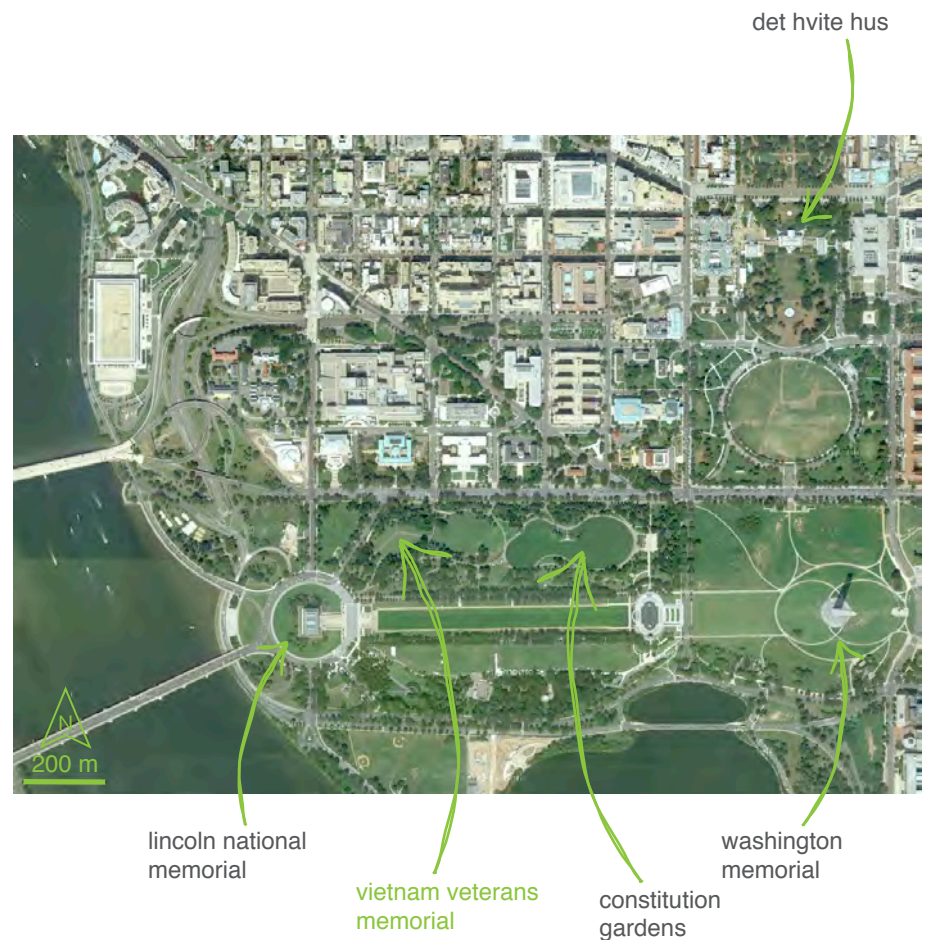 det hvite hus
N
200 m
lincoln national
memorial
vietnam veterans
memorial
constitution
gardens
washington
memorial